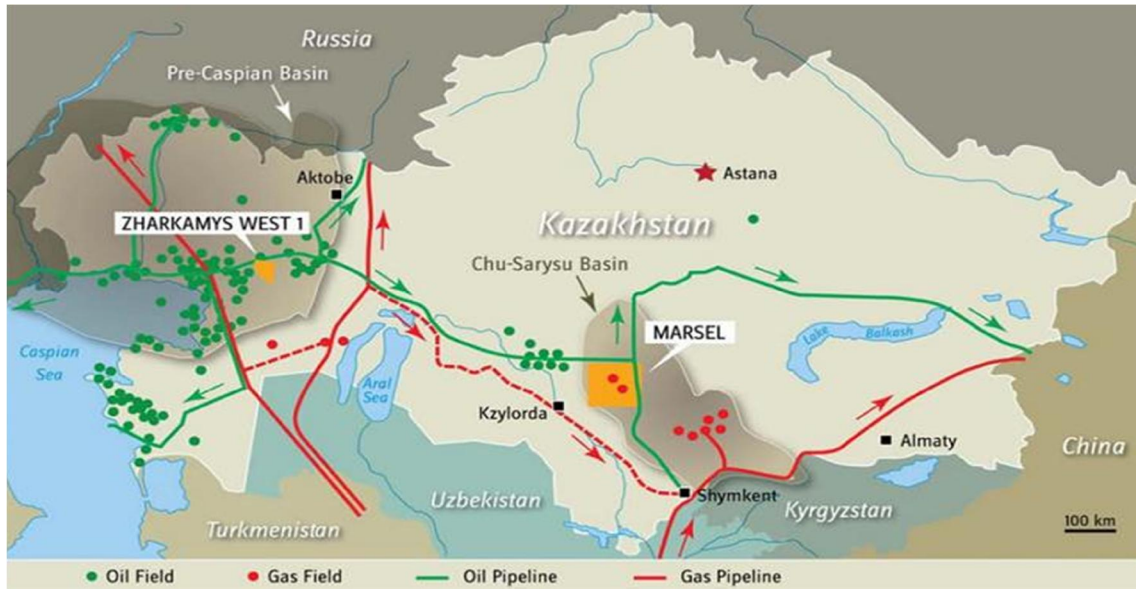 Russia
Pre-Caspian Basin
Aktobe
Astana
ZHARKAMYS WEST 1
Kazakhstan
Chu-Sarysu Basin
MARSEL
Lake Balkash
Caspian
Sea
Aral
Sea
Kzylorda
Almaty
China
Shymkent
Uzbekistan
Kyrgyzstan
Turkmenistan
100 km
Oil Field
Gas Field
Oil Pipeline
Gas Pipeline